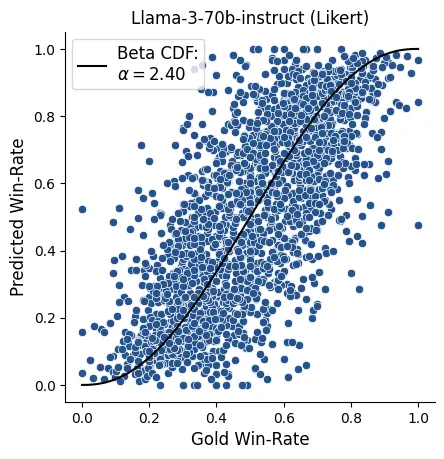 Llama-3-70b-instruct (Likert)
Beta CDF:
α = 2.40
Predicted Win-Rate
1.0
0.8
0.6
0.4
0.2
0.0
0.0 0.2 0.4 0.6 0.8 1.0
Gold Win-Rate